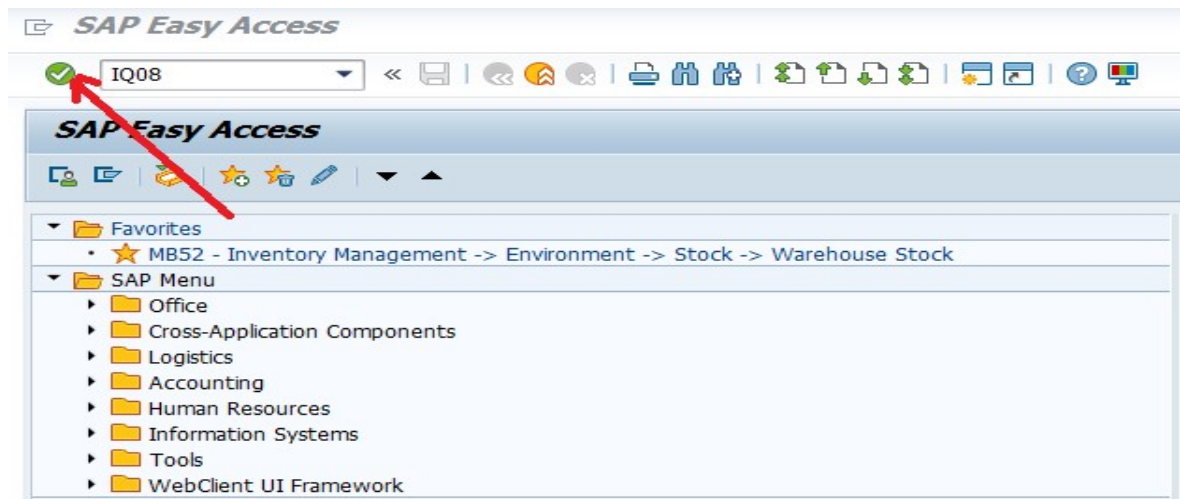 SAP Easy Access
IQ08
SAP Easy Access
Favorites
MB52 - Inventory Management -> Environment -> Stock -> Warehouse Stock
SAP Menu
Office
Cross-Application Components
Logistics
Accounting
Human Resources
Information Systems
Tools
WebClient UI Framework